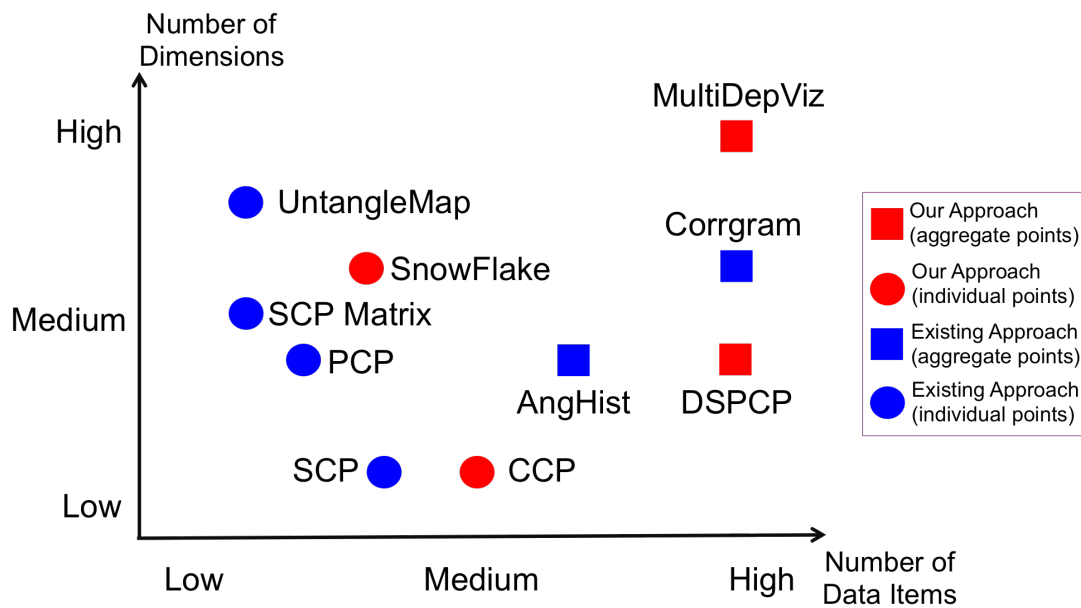 Number of
Dimensions
MultiDepViz
High
UntangleMap
Corrgram
SnowFlake
SCP Matrix
Medium
PCP
AngHist
DSPCP
SCP
CCP
Low
Low
Medium
High
Number of
Data Items
Our Approach
(aggregate points)
Our Approach
(individual points)
Existing Approach
(aggregate points)
Existing Approach
(individual points)